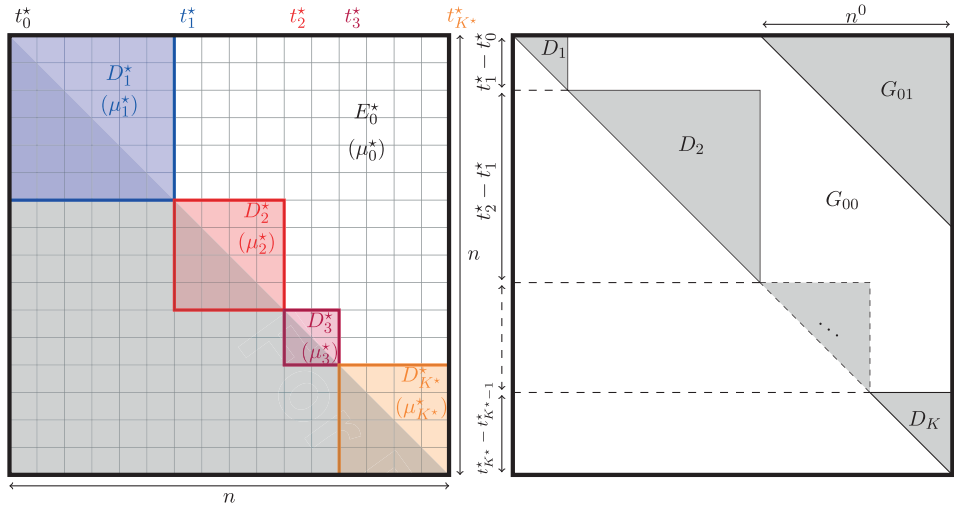 t₀⋆ t₁⋆ t₂⋆ t₃⋆ t_{K⋆}⋆
D₁⋆
(μ₁⋆)
E₀⋆
(μ₀⋆)
D₂⋆
(μ₂⋆)
D₃⋆
(μ₃⋆)
D_{K⋆}⋆
(μ_{K⋆}⋆)
n
n
n⁰
t₁⋆ − t₀⋆
t₂⋆ − t₁⋆
t_{K⋆}⋆ − t_{K⋆−1}⋆
D₁
G₀₁
D₂
G₀₀
⋱
D_K